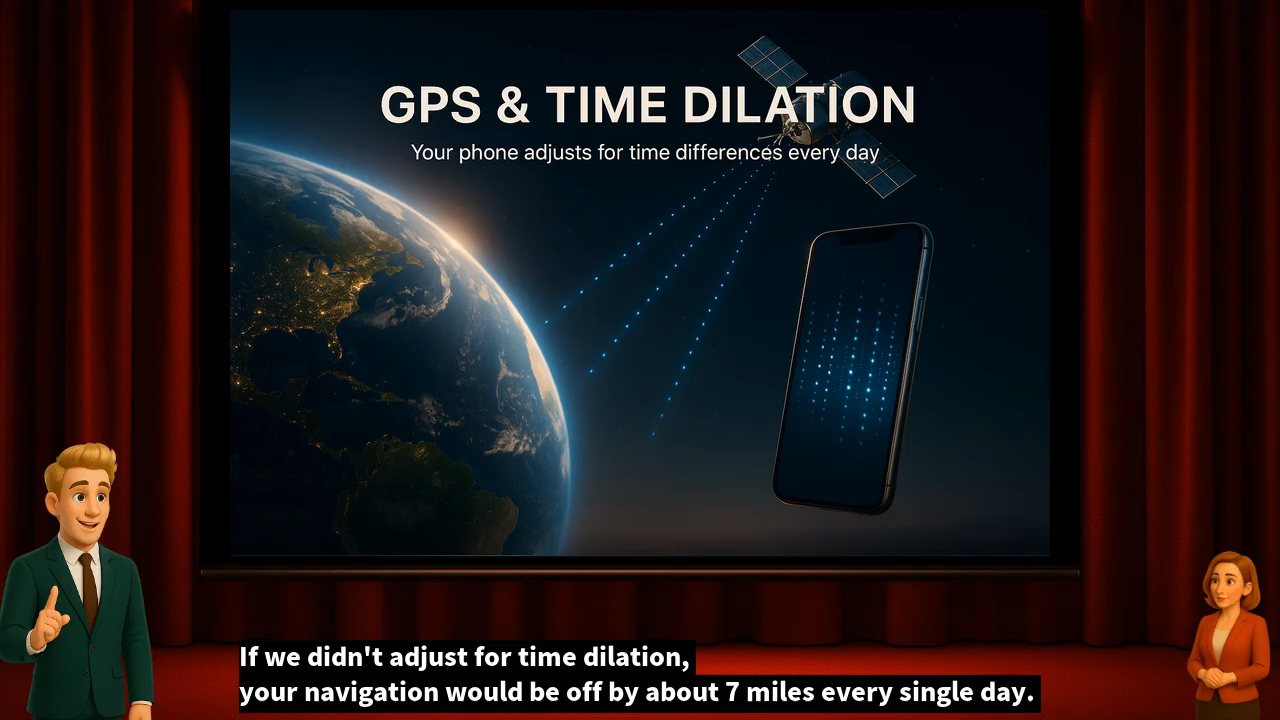 GPS & TIME DILATION
Your phone adjusts for time differences every day
If we didn't adjust for time dilation,
your navigation would be off by about 7 miles every single day.